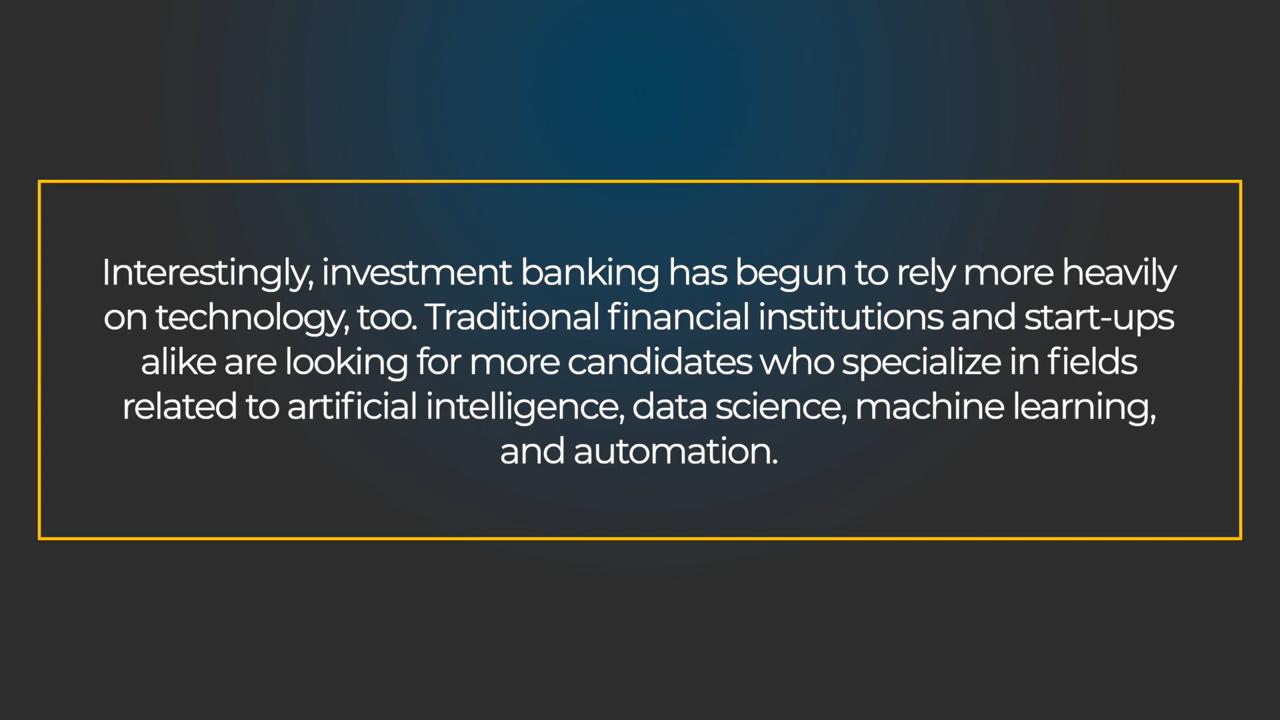 Interestingly, investment banking has begun to rely more heavily
on technology, too. Traditional financial institutions and start-ups
alike are looking for more candidates who specialize in fields
related to artificial intelligence, data science, machine learning,
and automation.